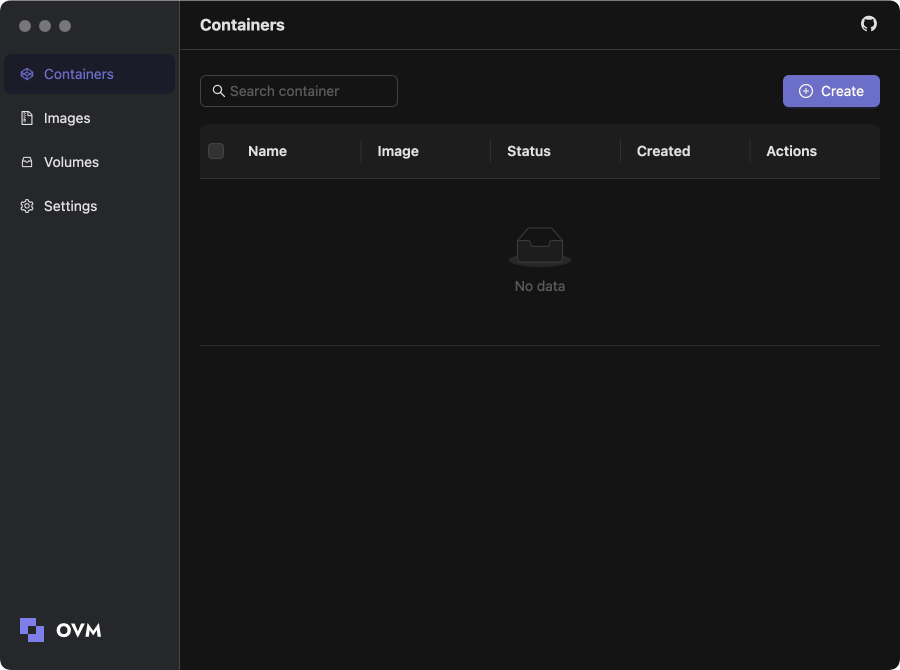 Containers
Containers
Images
Volumes
Settings
Search container
Create
Name Image Status Created Actions
No data
OVM